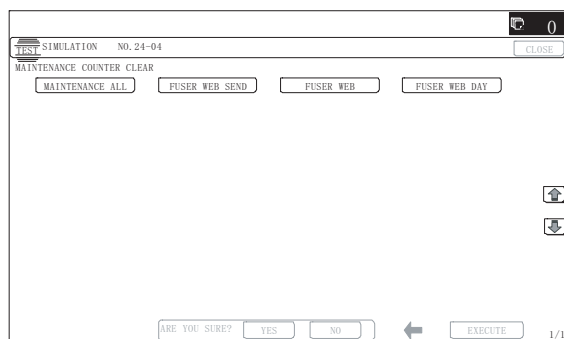 0
TEST SIMULATION NO.24-04 CLOSE
MAINTENANCE COUNTER CLEAR
MAINTENANCE ALL FUSER WEB SEND FUSER WEB FUSER WEB DAY
ARE YOU SURE? YES NO EXECUTE 1/1